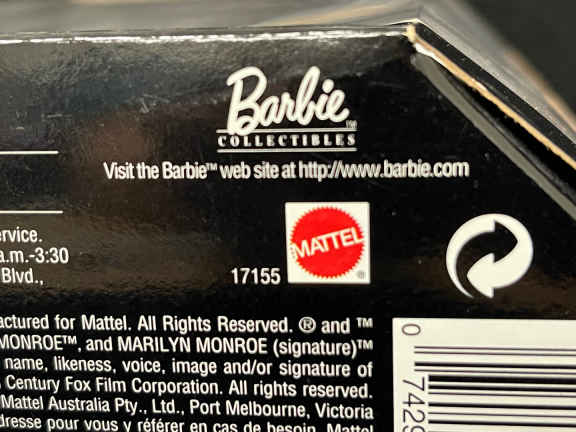 Barbie™
COLLECTIBLES
Visit the Barbie™ web site at http://www.barbie.com
ervice.
a.m.-3:30
Blvd.,
17155
MATTEL®
actured for Mattel. All Rights Reserved. ® and ™
MONROE™, and MARILYN MONROE (signature)™
name, likeness, voice, image and/or signature of
Century Fox Film Corporation. All rights reserved.
Mattel Australia Pty., Ltd., Port Melbourne, Victoria
dresse pour vous y référer en cas de besoin. Mattel
0
7429